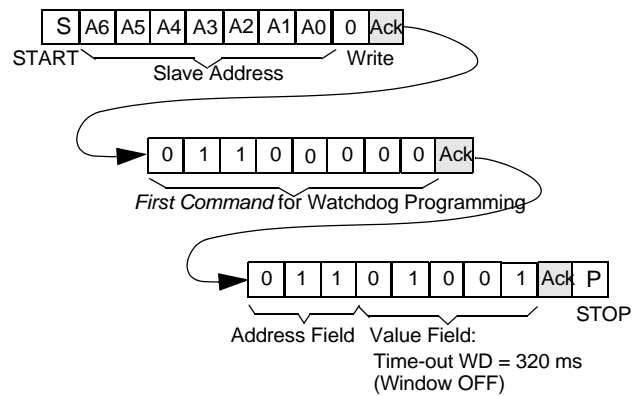 S A6 A5 A4 A3 A2 A1 A0 0 Ack
START Slave Address Write
0 1 1 0 0 0 0 0 Ack
First Command for Watchdog Programming
0 1 1 0 1 0 0 1 Ack P
STOP
Address Field Value Field:
Time-out WD = 320 ms
(Window OFF)